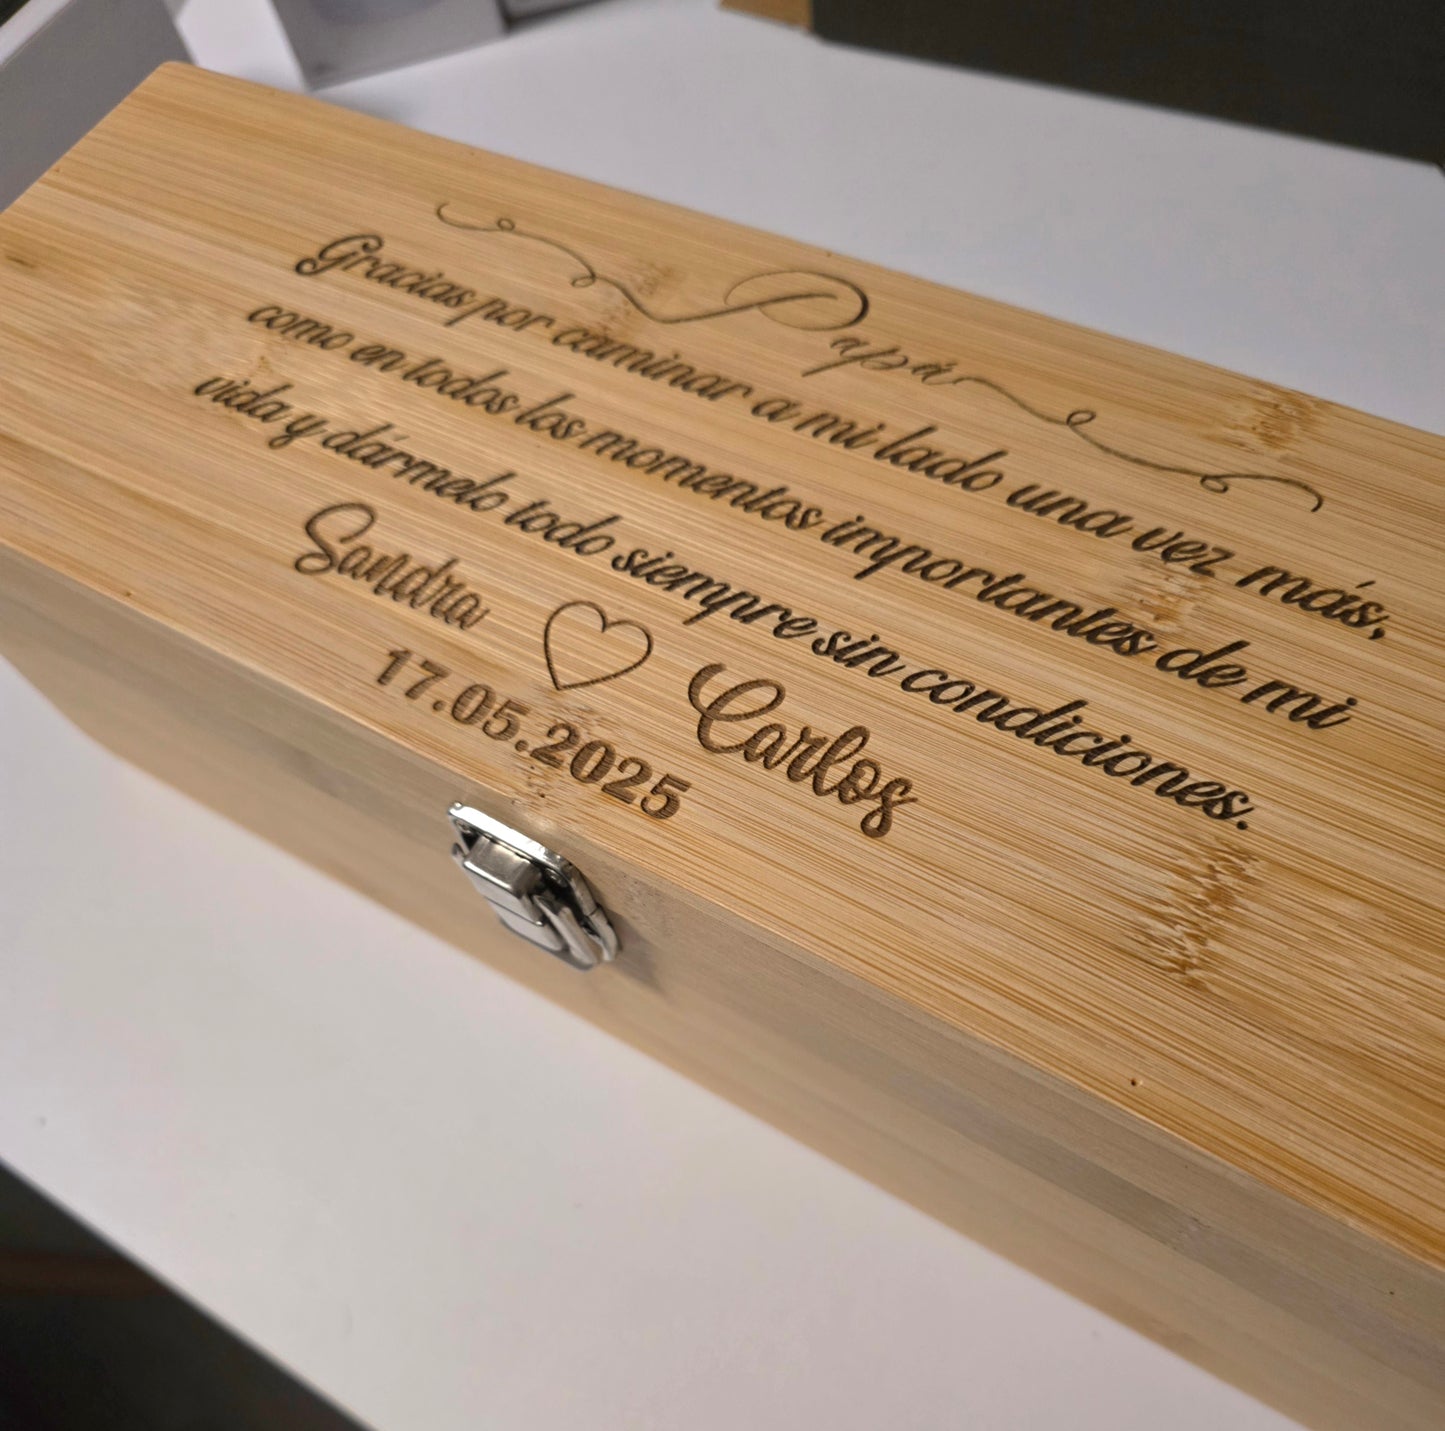 Papá
Gracias por caminar a mi lado una vez más,
como en todos los momentos importantes de mi
vida y dármelo todo siempre sin condiciones.
Sandra Carlos
17.05.2025